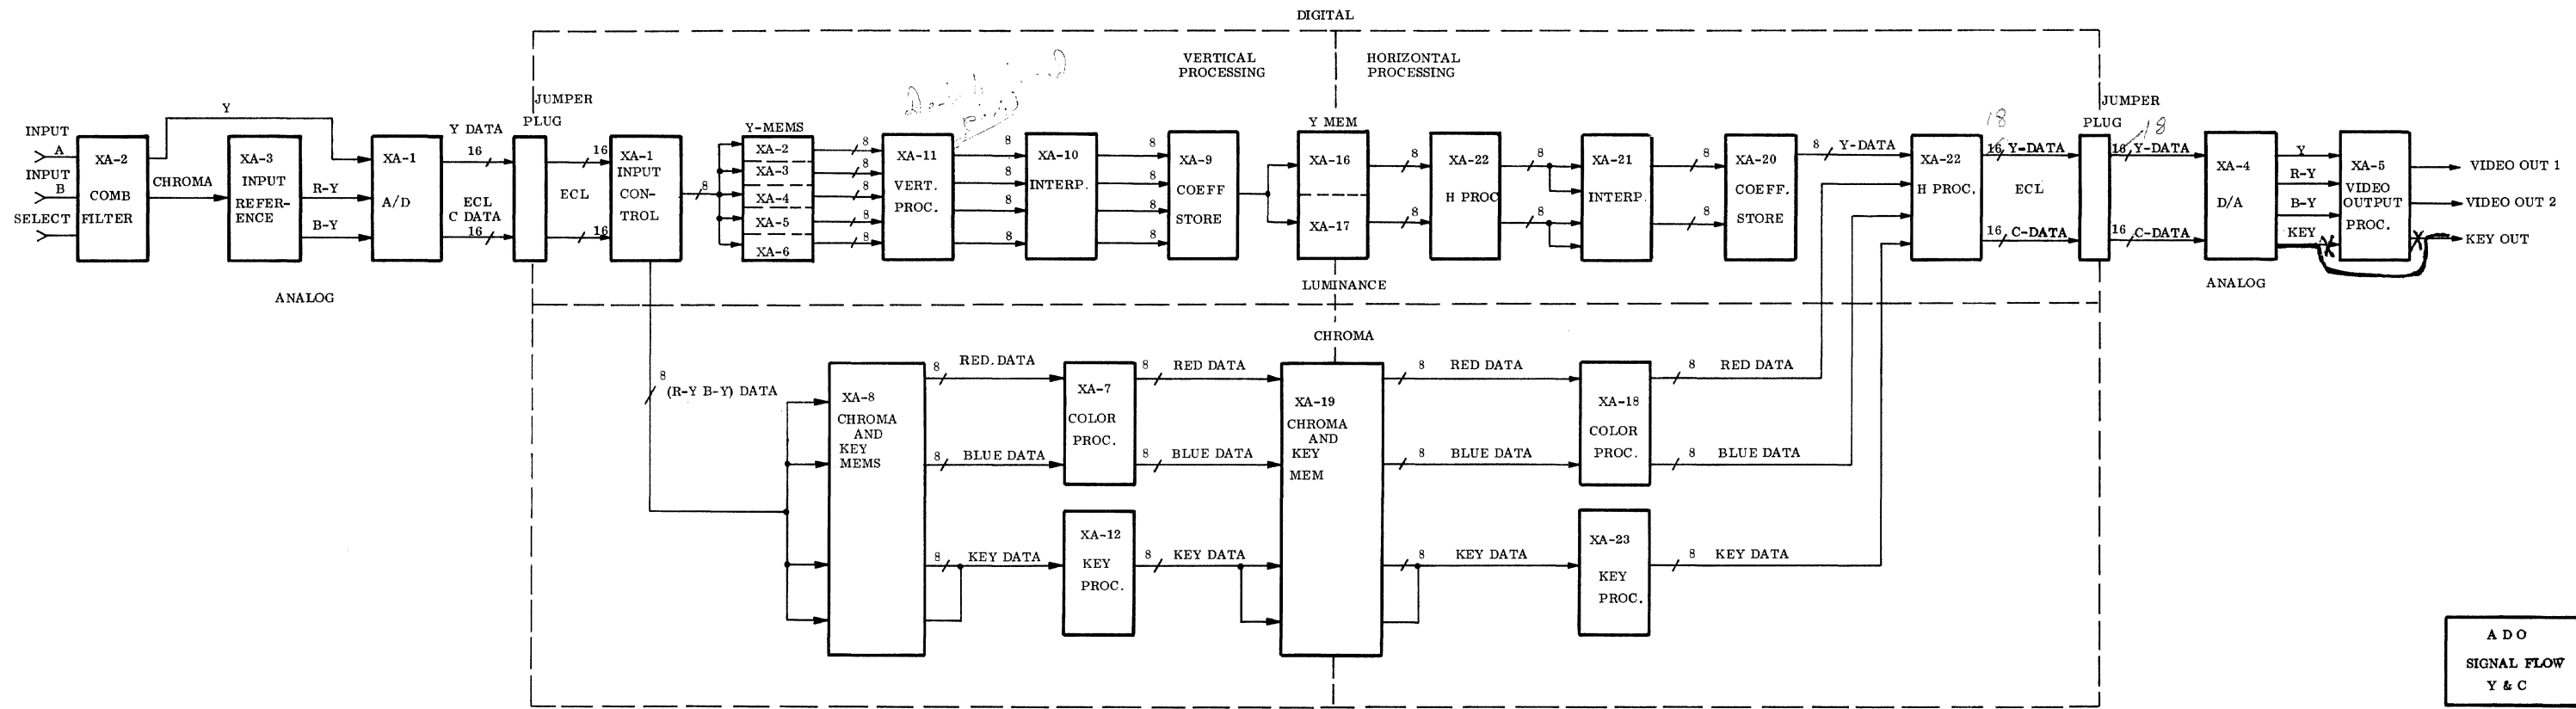 DIGITAL
VERTICAL
PROCESSING
HORIZONTAL
PROCESSING
INPUT
A
INPUT
B
SELECT
XA-2
COMB
FILTER
Y
CHROMA
XA-3
INPUT
REFER-
ENCE
R-Y
B-Y
XA-1
A/D
Y DATA
16
ECL
C DATA
16
JUMPER
PLUG
16
ECL
16
XA-1
INPUT
CON-
TROL
8
Y-MEMS
XA-2
XA-3
XA-4
XA-5
XA-6
8
8
8
8
8
XA-11
VERT.
PROC.
8
8
8
8
XA-10
INTERP.
8
8
8
8
XA-9
COEFF
STORE
Y MEM
XA-16
XA-17
8
8
XA-22
H PROC
8
8
XA-21
INTERP.
8
8
XA-20
COEFF.
STORE
8 Y-DATA
XA-22
H PROC.
18
16 Y-DATA
ECL
16 C-DATA
JUMPER
PLUG
18
16 Y-DATA
16 C-DATA
XA-4
D/A
Y
R-Y
B-Y
KEY
XA-5
VIDEO
OUTPUT
PROC.
VIDEO OUT 1
VIDEO OUT 2
KEY OUT
ANALOG
LUMINANCE
ANALOG
CHROMA
8
(R-Y B-Y) DATA
XA-8
CHROMA
AND
KEY
MEMS
8 RED. DATA
8 BLUE DATA
8 KEY DATA
XA-7
COLOR
PROC.
8 RED DATA
8 BLUE DATA
XA-12
KEY
PROC.
8 KEY DATA
XA-19
CHROMA
AND
KEY
MEM
8 RED DATA
8 BLUE DATA
8 KEY DATA
XA-18
COLOR
PROC.
8 RED DATA
8 BLUE DATA
XA-23
KEY
PROC.
8 KEY DATA
A D O
SIGNAL FLOW
Y & C